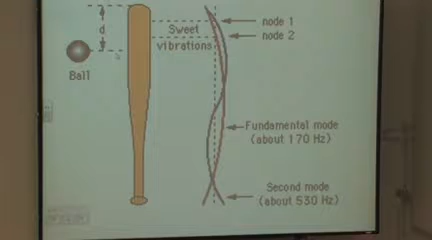 d
Ball
Sweet
vibrations
node 1
node 2
Fundamental mode
(about 170 Hz)
Second mode
(about 530 Hz)